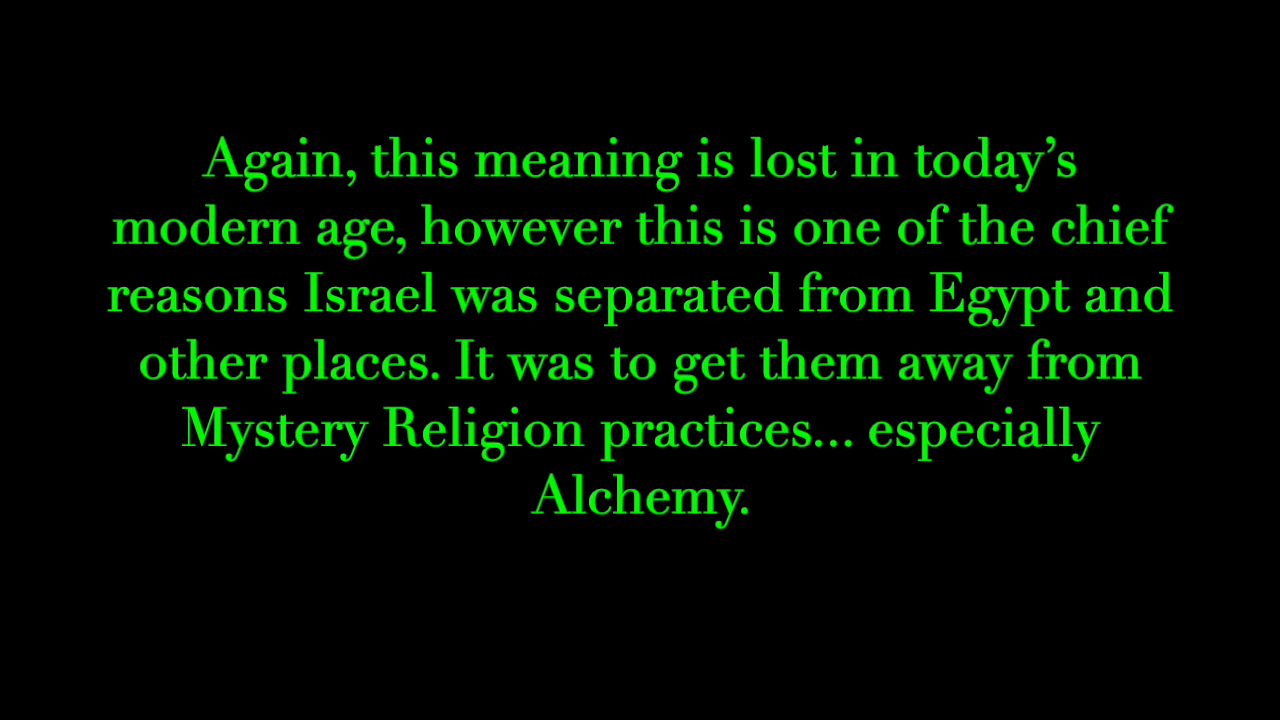 Again, this meaning is lost in today’s
modern age, however this is one of the chief
reasons Israel was separated from Egypt and
other places. It was to get them away from
Mystery Religion practices... especially
Alchemy.